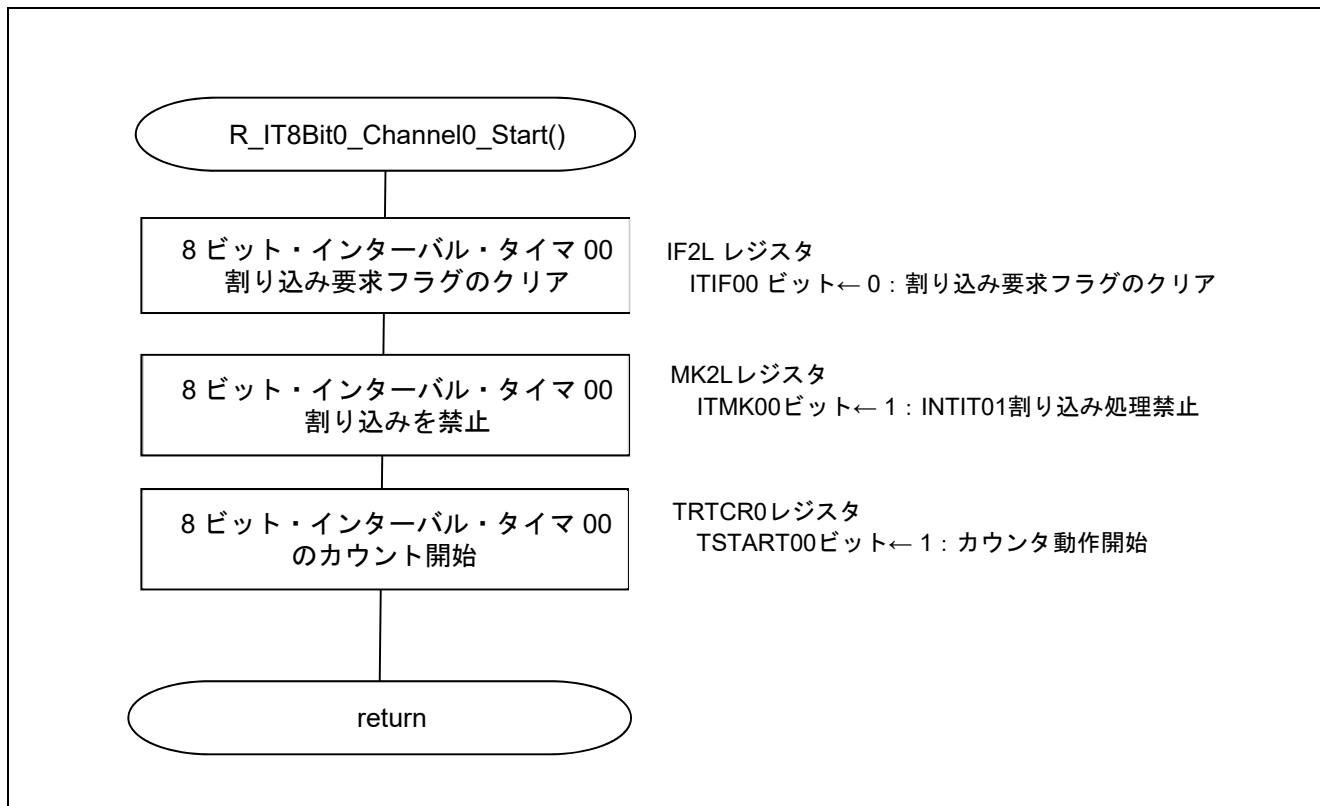 R_IT8Bit0_Channel0_Start()
8 ビット・インターバル・タイマ 00
割り込み要求フラグのクリア
IF2L レジスタ
ITIF00 ビット← 0：割り込み要求フラグのクリア
8 ビット・インターバル・タイマ 00
割り込みを禁止
MK2Lレジスタ
ITMK00ビット← 1：INTIT01割り込み処理禁止
8 ビット・インターバル・タイマ 00
のカウント開始
TRTCR0レジスタ
TSTART00ビット← 1：カウンタ動作開始
return